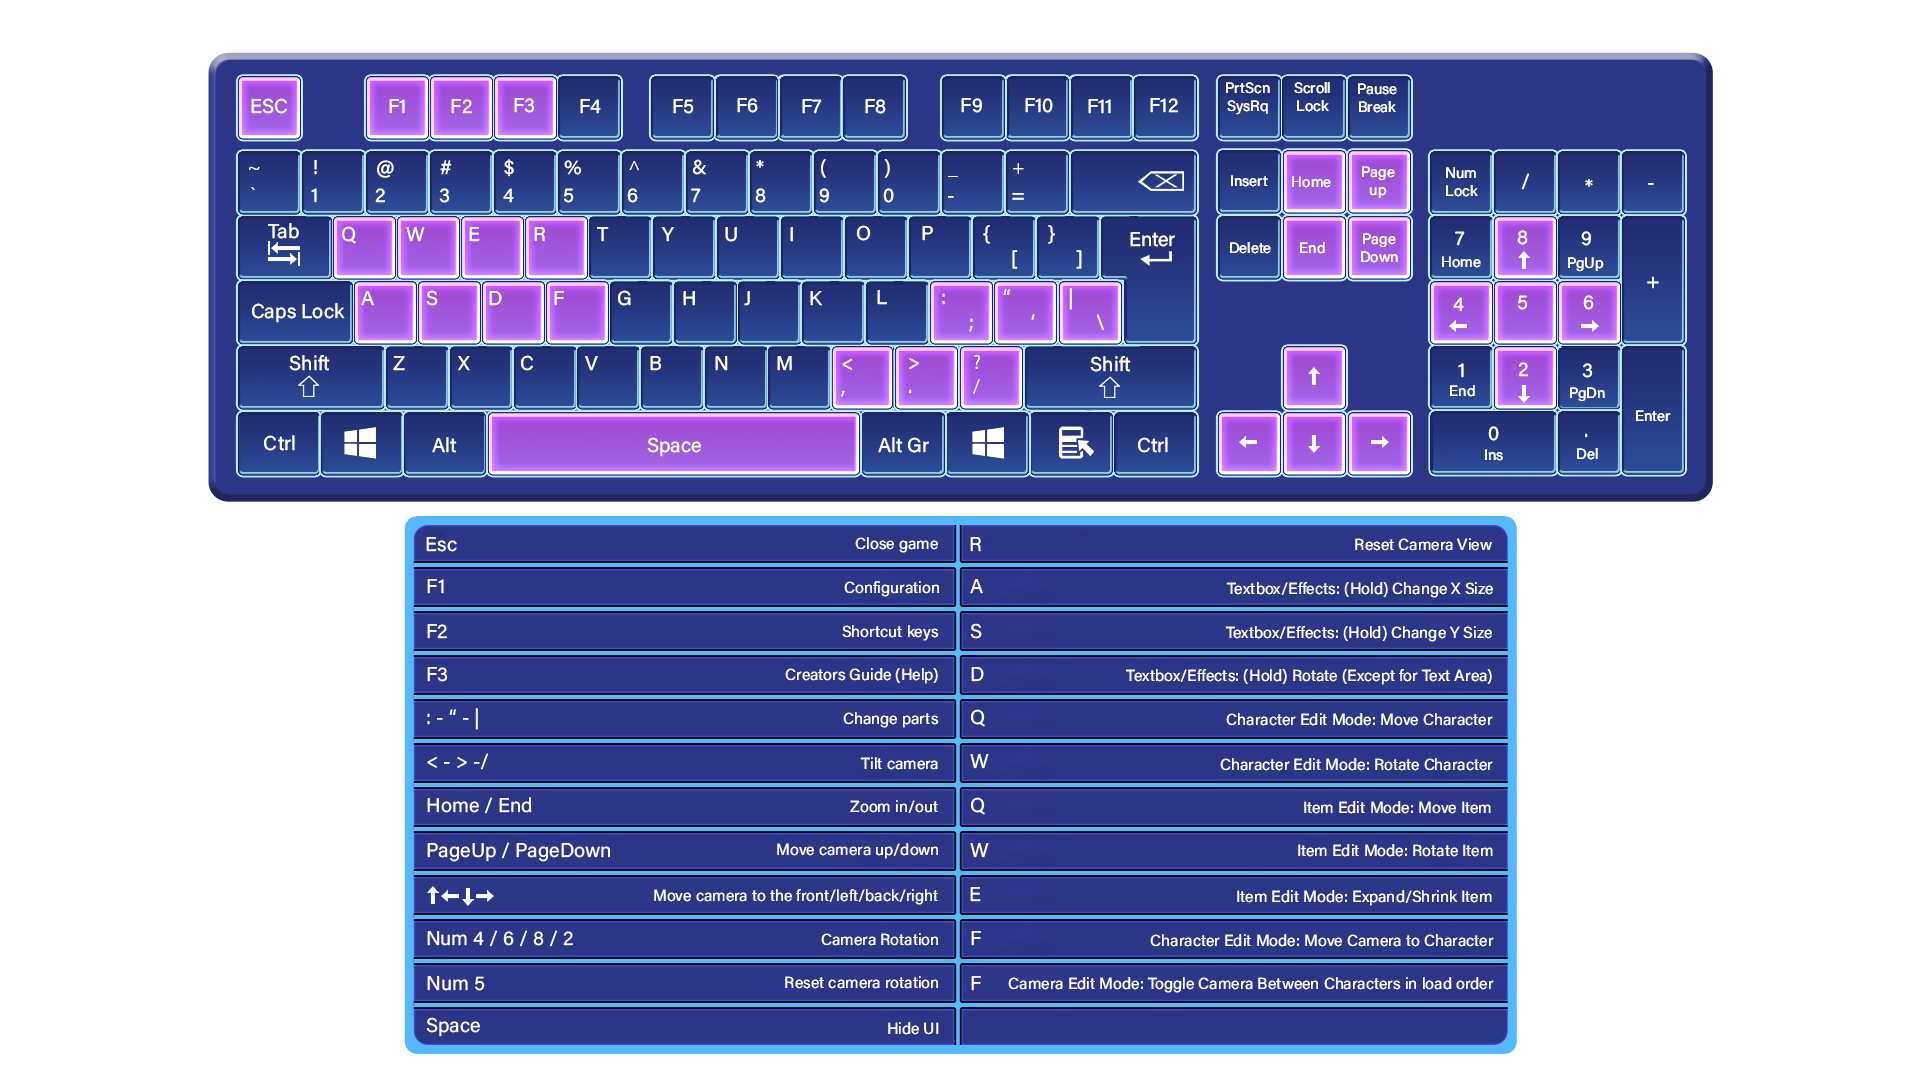 ESC F1 F2 F3 F4 F5 F6 F7 F8 F9 F10 F11 F12 PrtScn SysRq Scroll Lock Pause Break
~ ` ! 1 @ 2 # 3 $ 4 % 5 ^ 6 & 7 * 8 ( 9 ) 0 _ - + = Insert Home Page up Num Lock / * -
Tab Q W E R T Y U I O P { [ } ] Enter Delete End Page Down 7 Home 8 ↑ 9 PgUp +
Caps Lock A S D F G H J K L : ; “ ‘ | \ 4 ← 5 6 →
Shift Z X C V B N M < , > . ? / Shift ↑ 1 End 2 ↓ 3 PgDn Enter
Ctrl Alt Space Alt Gr Ctrl ← ↓ → 0 Ins . Del
Esc Close game
F1 Configuration
F2 Shortcut keys
F3 Creators Guide (Help)
: - “ - | Change parts
< - > -/ Tilt camera
Home / End Zoom in/out
PageUp / PageDown Move camera up/down
↑←↓→ Move camera to the front/left/back/right
Num 4 / 6 / 8 / 2 Camera Rotation
Num 5 Reset camera rotation
Space Hide UI
R Reset Camera View
A Textbox/Effects: (Hold) Change X Size
S Textbox/Effects: (Hold) Change Y Size
D Textbox/Effects: (Hold) Rotate (Except for Text Area)
Q Character Edit Mode: Move Character
W Character Edit Mode: Rotate Character
Q Item Edit Mode: Move Item
W Item Edit Mode: Rotate Item
E Item Edit Mode: Expand/Shrink Item
F Character Edit Mode: Move Camera to Character
F Camera Edit Mode: Toggle Camera Between Characters in load order